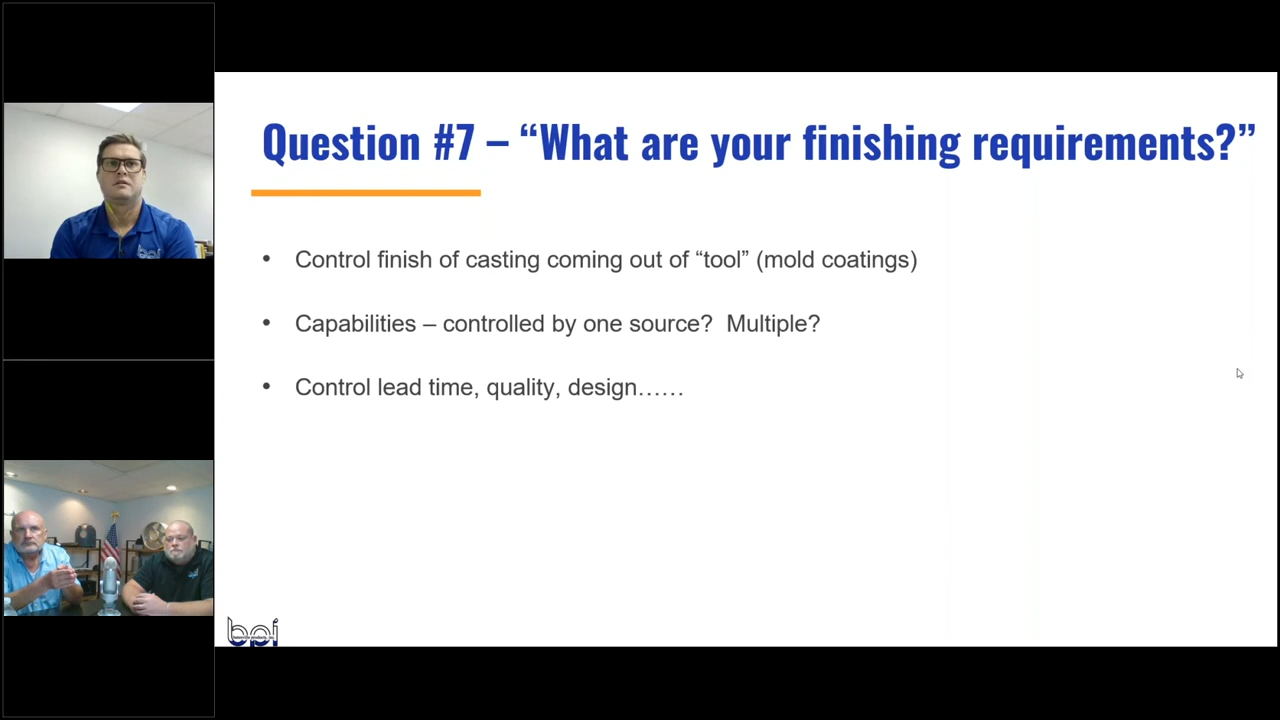 Question #7 – “What are your finishing requirements?”
• Control finish of casting coming out of “tool” (mold coatings)
• Capabilities – controlled by one source?  Multiple?
• Control lead time, quality, design……
bpi
bpi